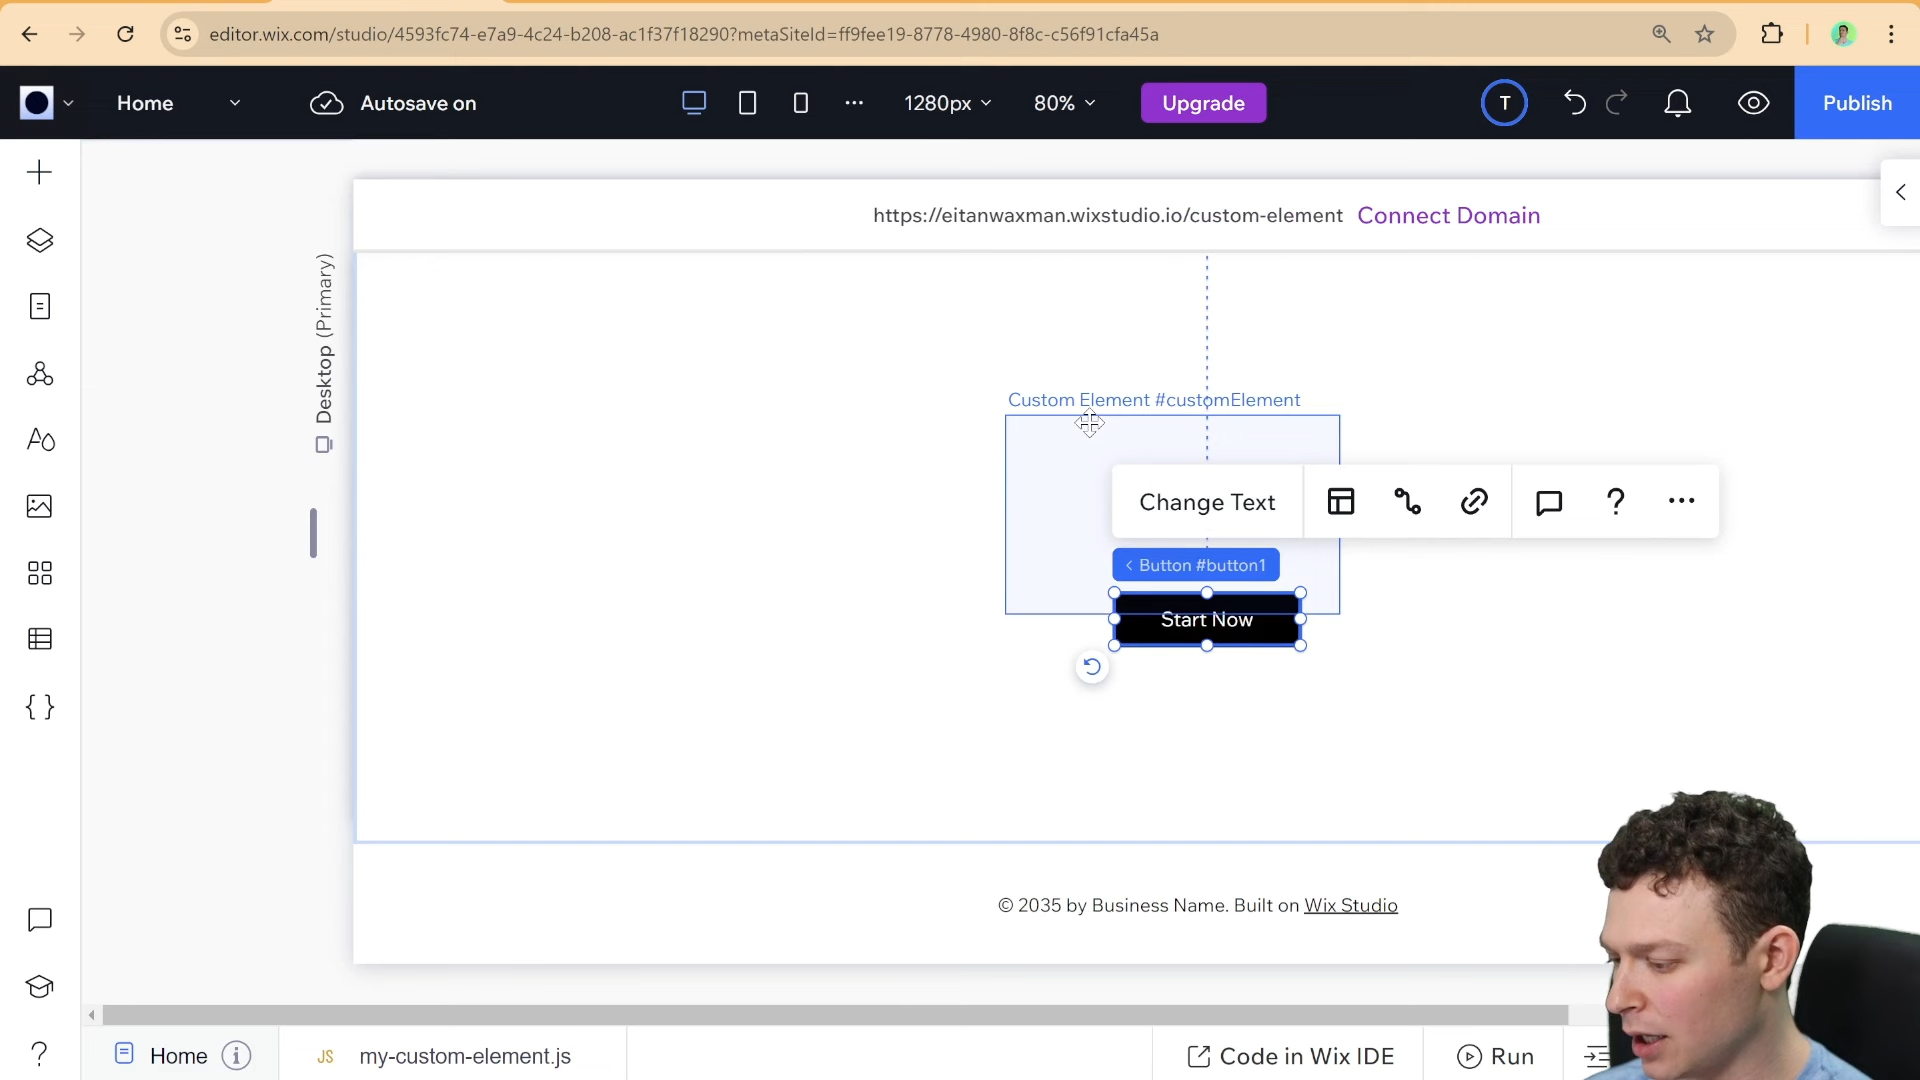 editor.wix.com/studio/4593fc74-e7a9-4c24-b208-ac1f37f18290?metaSiteId=ff9fee19-8778-4980-8f8c-c56f91cfa45a
Home
Autosave on
1280px
80%
Upgrade
T
Publish
https://eitanwaxman.wixstudio.io/custom-element Connect Domain
Desktop (Primary)
Custom Element #customElement
Change Text
?
< Button #button1
Start Now
© 2035 by Business Name. Built on Wix Studio
?
Home
JS my-custom-element.js
Code in Wix IDE
Run